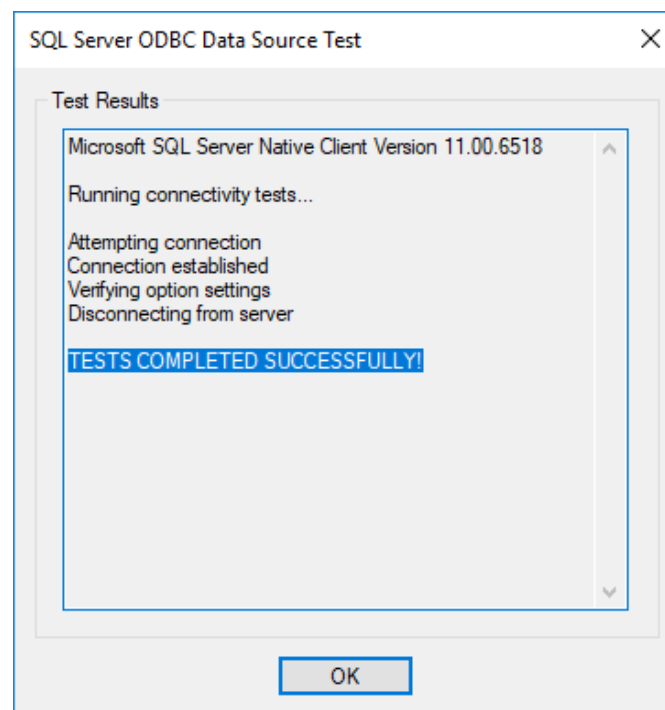 SQL Server ODBC Data Source Test
Test Results
Microsoft SQL Server Native Client Version 11.00.6518
Running connectivity tests...
Attempting connection
Connection established
Verifying option settings
Disconnecting from server
TESTS COMPLETED SUCCESSFULLY!
OK